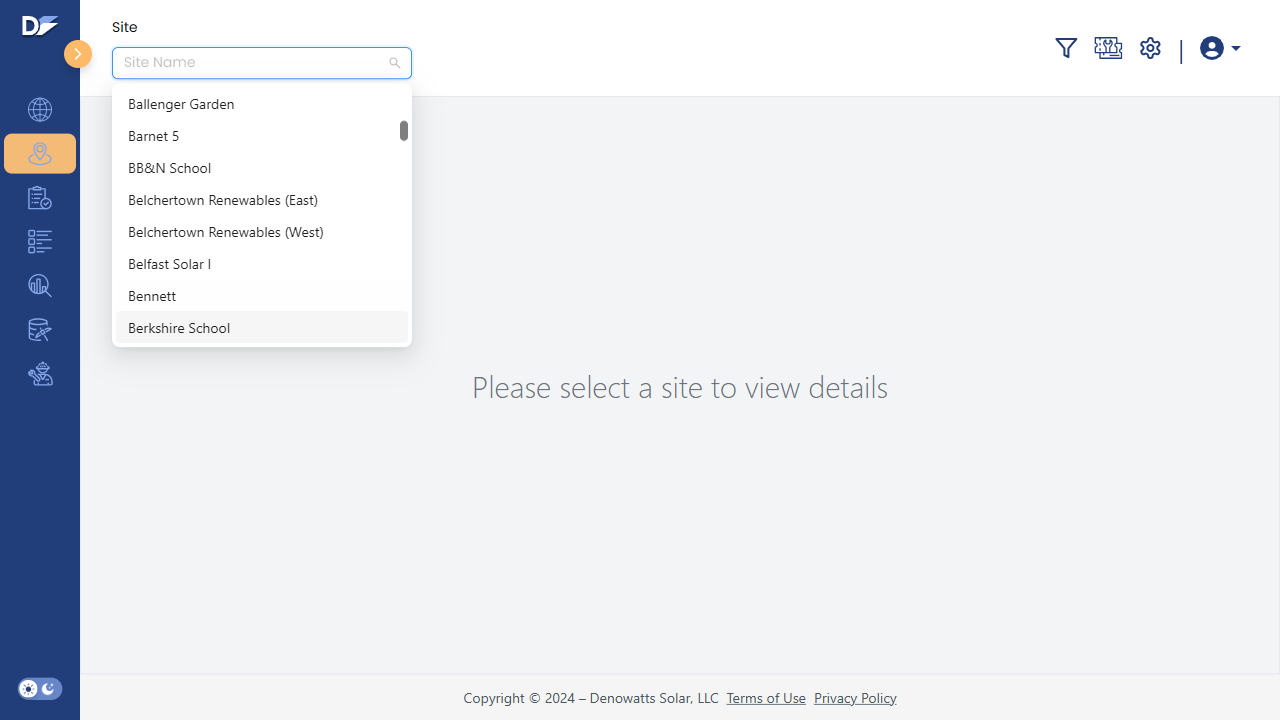 Site
Site Name
Ballenger Garden
Barnet 5
BB&N School
Belchertown Renewables (East)
Belchertown Renewables (West)
Belfast Solar I
Bennett
Berkshire School
Please select a site to view details
Copyright © 2024 – Denowatts Solar, LLC Terms of Use Privacy Policy